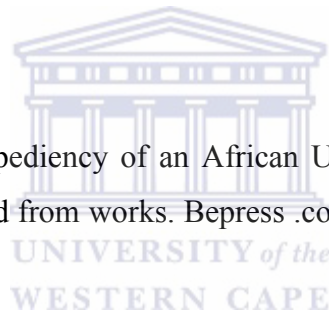 pediency of an African U
d from works. Bepress .co
UNIVERSITY of the
WESTERN CAPE